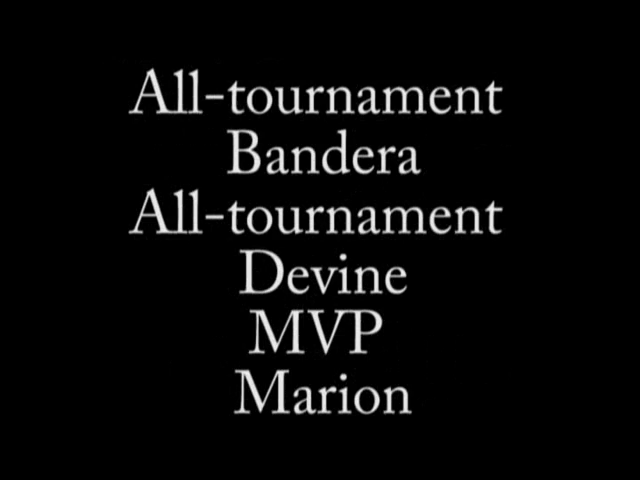 All-tournament
Bandera
All-tournament
Devine
MVP
Marion